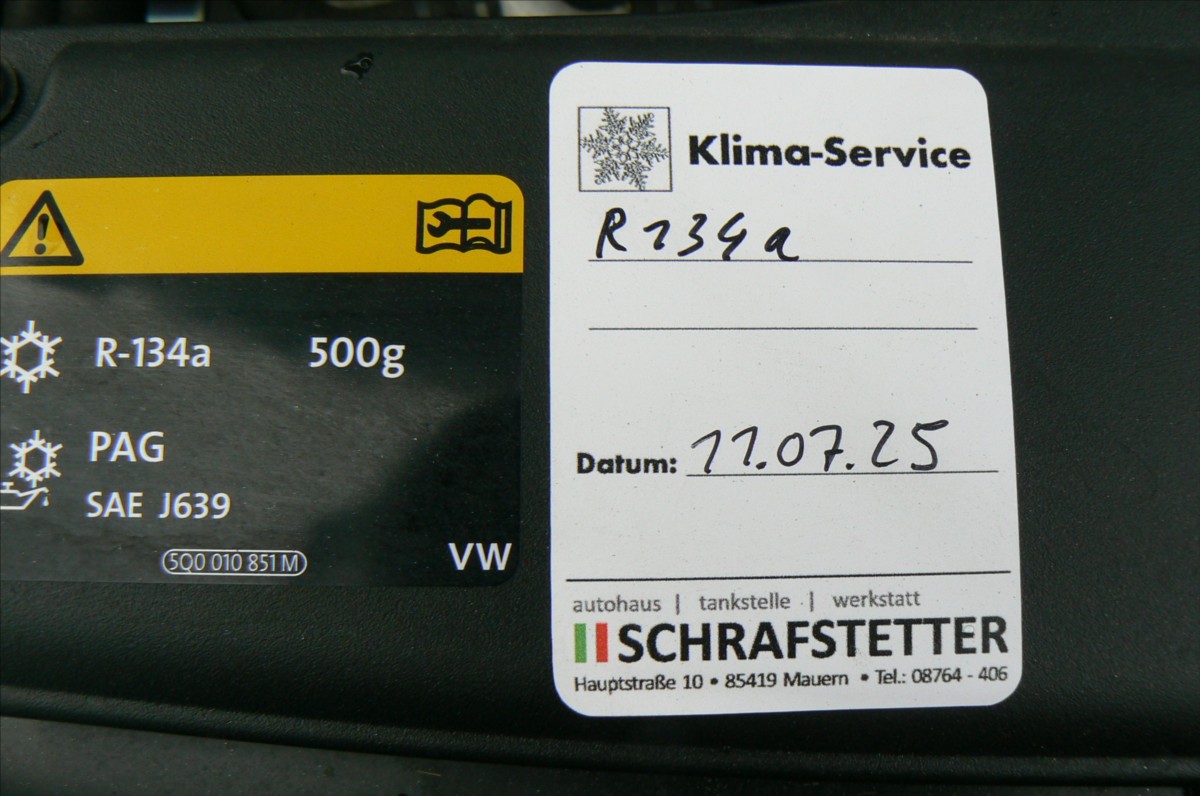 R-134a 500g
PAG
SAE J639
5Q0 010 851 M
VW
Klima-Service
R 134a
Datum: 11.07.25
autohaus | tankstelle | werkstatt
SCHRAFSTETTER
Hauptstraße 10 • 85419 Mauern • Tel.: 08764 - 406